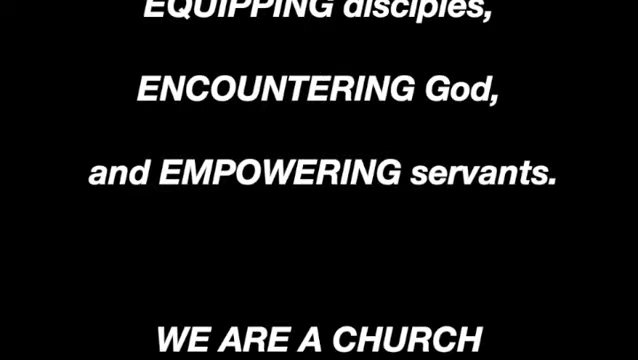 EQUIPPING disciples,
ENCOUNTERING God,
and EMPOWERING servants.
WE ARE A CHURCH